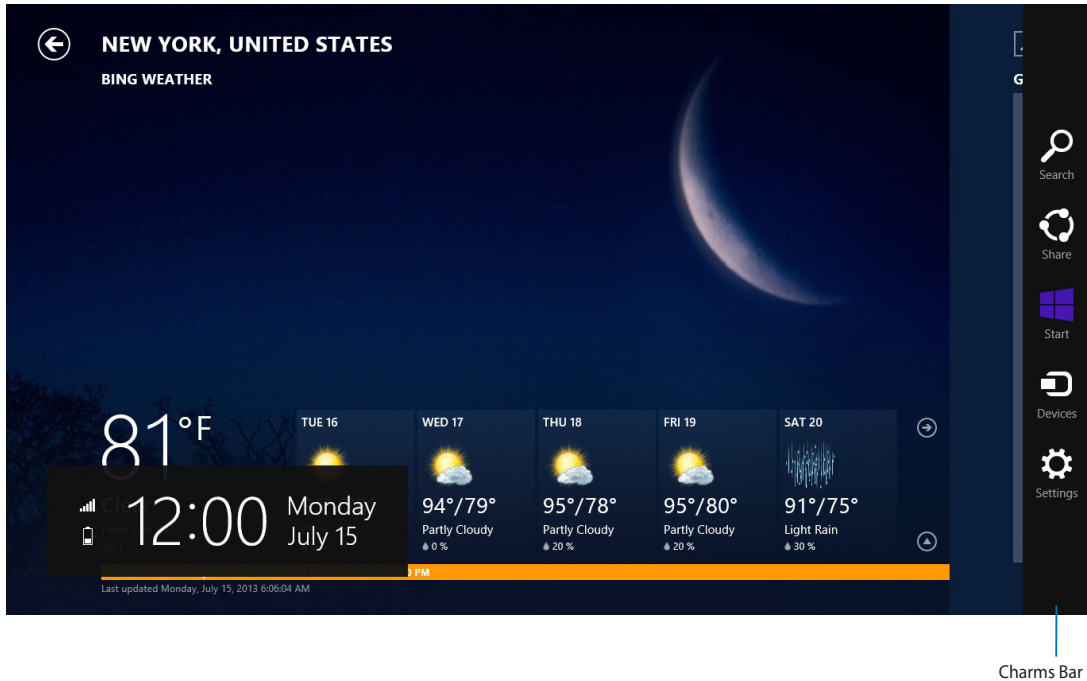 NEW YORK, UNITED STATES
BING WEATHER
G
Search
Share
Start
Devices
Settings
81°F
TUE 16
WED 17
94°/79°
Partly Cloudy
0 %
THU 18
95°/78°
Partly Cloudy
20 %
FRI 19
95°/80°
Partly Cloudy
20 %
SAT 20
91°/75°
Light Rain
30 %
12:00
Monday
July 15
PM
Last updated Monday, July 15, 2013 6:06:04 AM
Charms Bar